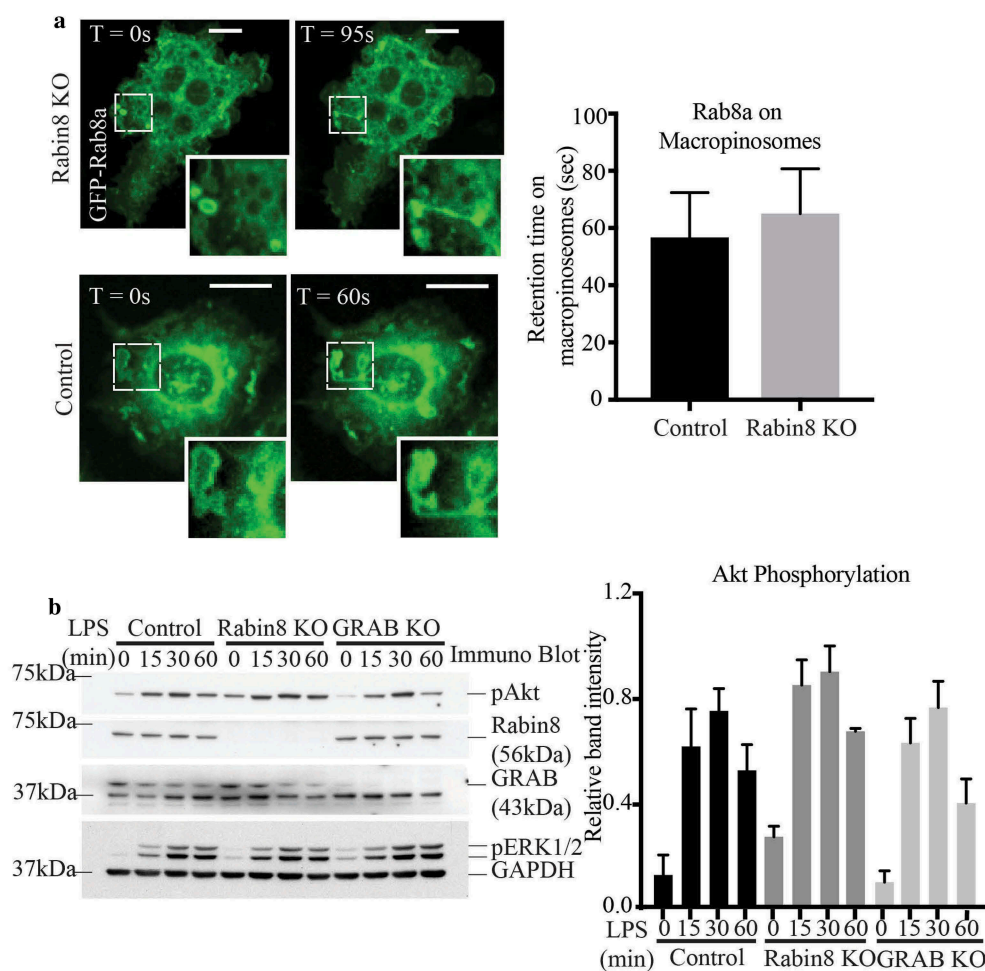 a
T = 0s
T = 95s
Rabin8 KO
GFP-Rab8a
T = 0s
T = 60s
Control
Rab8a on
Macropinosomes
Retention time on
macropinoseomes (sec)
100
80
60
40
20
0
Control Rabin8 KO
b
LPS Control Rabin8 KO GRAB KO
(min) 0 15 30 60 0 15 30 60 0 15 30 60 Immuno Blot
75kDa
pAkt
75kDa
Rabin8
(56kDa)
GRAB
37kDa
(43kDa)
pERK1/2
37kDa
GAPDH
Akt Phosphorylation
Relative band intensity
1.2
0.8
0.4
0.0
LPS 0 15 30 60 0 15 30 60 0 15 30 60
(min) Control Rabin8 KO GRAB KO